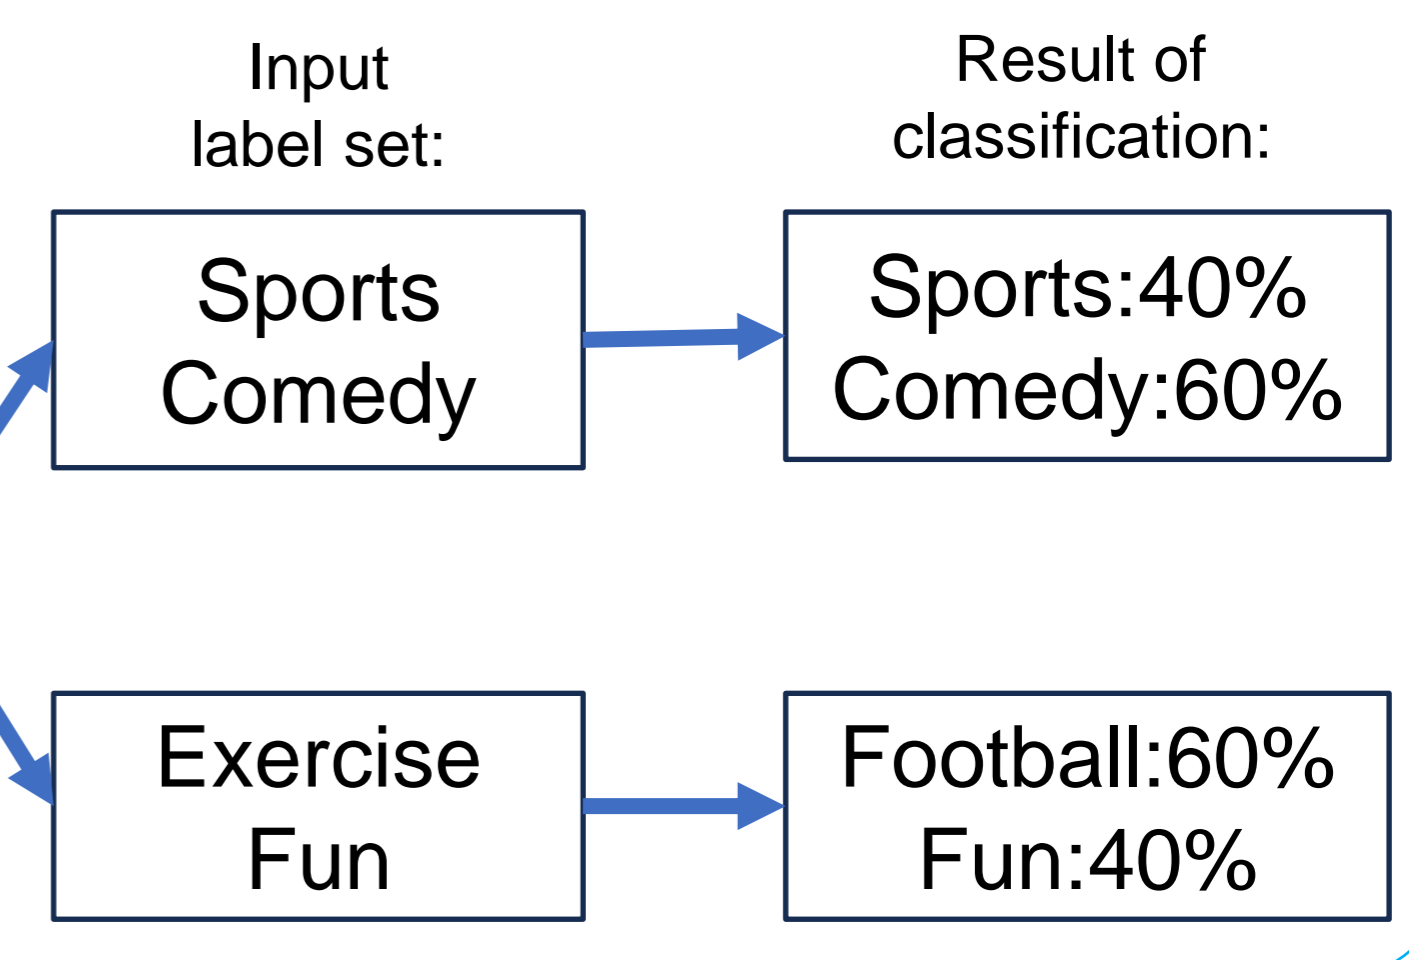 Input
label set:
Result of
classification:
Sports
Comedy
Sports:40%
Comedy:60%
Exercise
Fun
Football:60%
Fun:40%